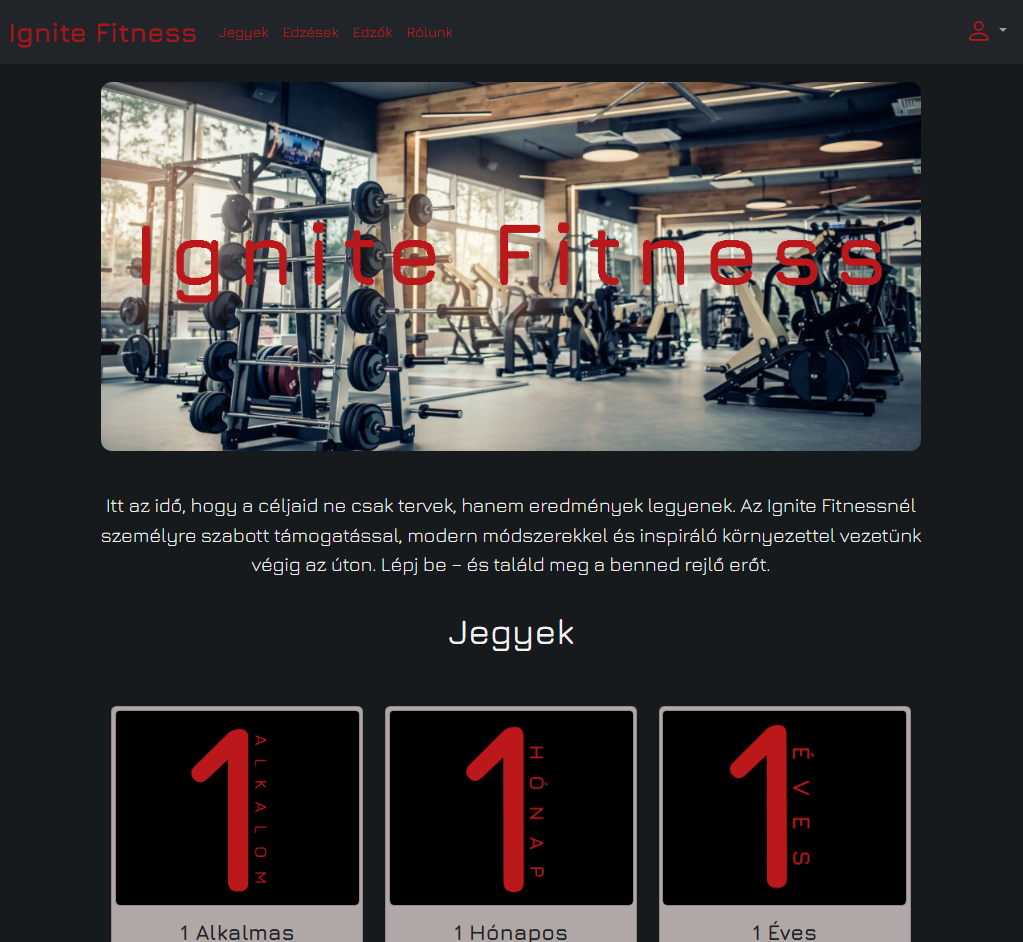 Ignite Fitness
Jegyek Edzések Edzők Rólunk
Ignite Fitness
Itt az idő, hogy a céljaid ne csak tervek, hanem eredmények legyenek. Az Ignite Fitnessnél
személyre szabott támogatással, modern módszerekkel és inspiráló környezettel vezetünk
végig az úton. Lépj be – és találd meg a benned rejlő erőt.
Jegyek
1 ALKALOM
1 HÓNAP
1 ÉVES
1 Alkalmas
1 Hónapos
1 Éves